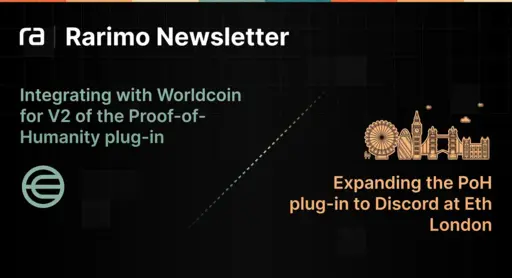 ra | Rarimo Newsletter
Integrating with Worldcoin
for V2 of the Proof-of-
Humanity plug-in
Expanding the PoH
plug-in to Discord at Eth
London